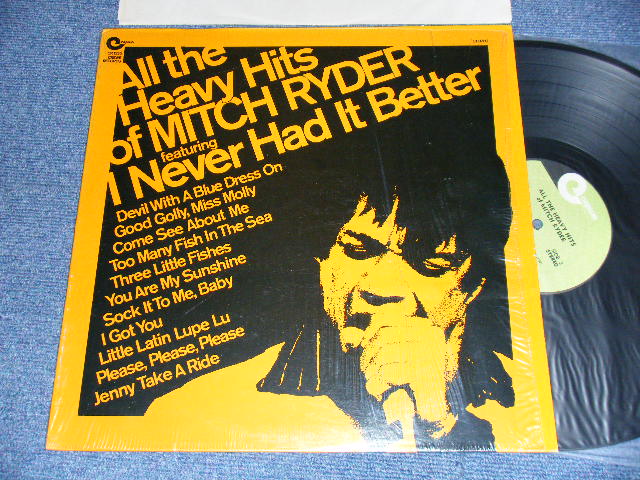 All the
Heavy Hits
of MITCH RYDER
featuring
I Never Had It Better
Devil With A Blue Dress On
Good Golly, Miss Molly
Come See About Me
Too Many Fish In The Sea
Three Little Fishes
You Are My Sunshine
Sock It To Me, Baby
I Got You
Little Latin Lupe Lu
Please, Please, Please
Jenny Take A Ride
ALL THE HEAVY HITS
of MITCH RYDER
STEREO